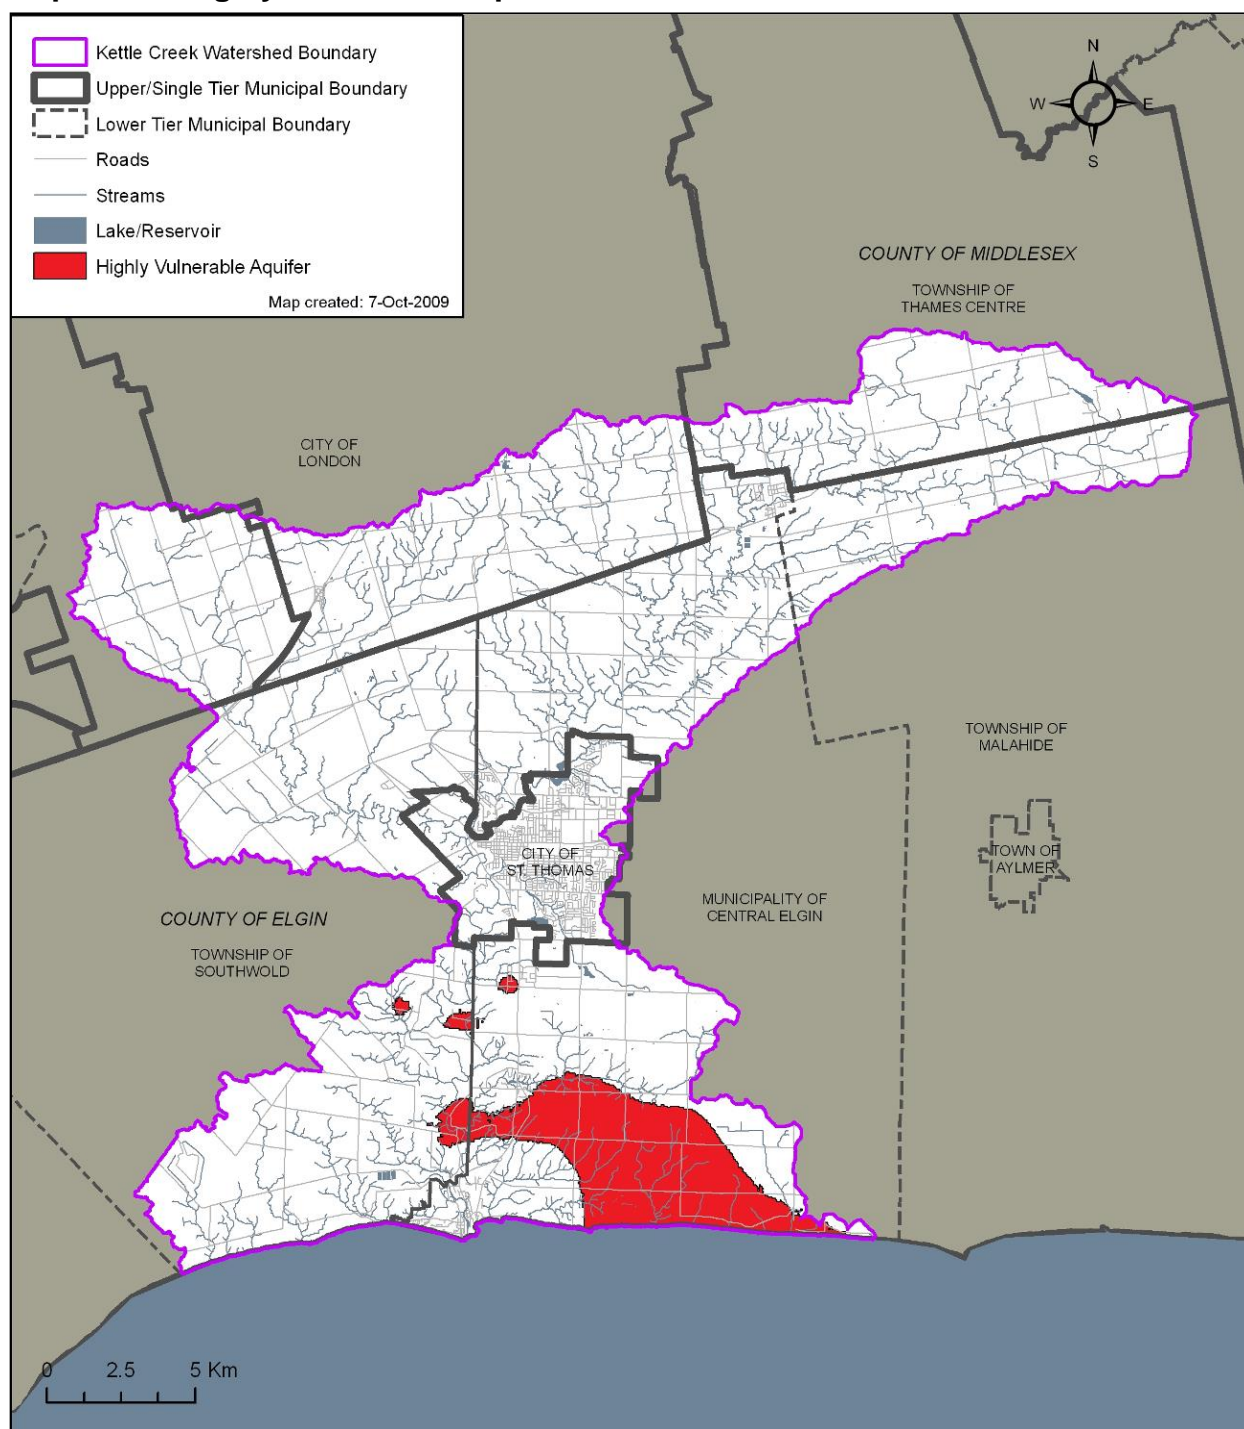 Kettle Creek Watershed Boundary
Upper/Single Tier Municipal Boundary
Lower Tier Municipal Boundary
Roads
Streams
Lake/Reservoir
Highly Vulnerable Aquifer
Map created: 7-Oct-2009
N
W E
S
COUNTY OF MIDDLESEX
TOWNSHIP OF
THAMES CENTRE
CITY OF
LONDON
TOWNSHIP OF
MALAHIDE
TOWN OF
AYLMER
CITY OF
ST. THOMAS
MUNICIPALITY OF
CENTRAL ELGIN
COUNTY OF ELGIN
TOWNSHIP OF
SOUTHWOLD
0 2.5 5 Km